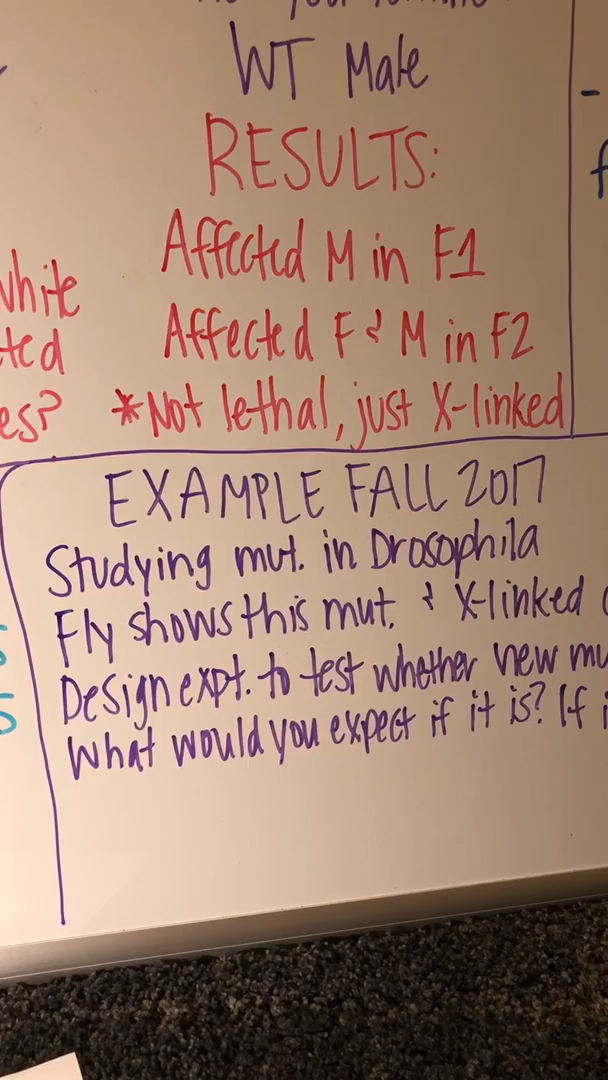 WT Male
RESULTS:
Affected M in F1
white
Affected F & M in F2
*Not lethal, just X-linked
EXAMPLE FALL 2017
Studying mut. in Drosophila
Fly shows this mut. & X-linked
Design expt. to test whether new
What would you expect if it is? If